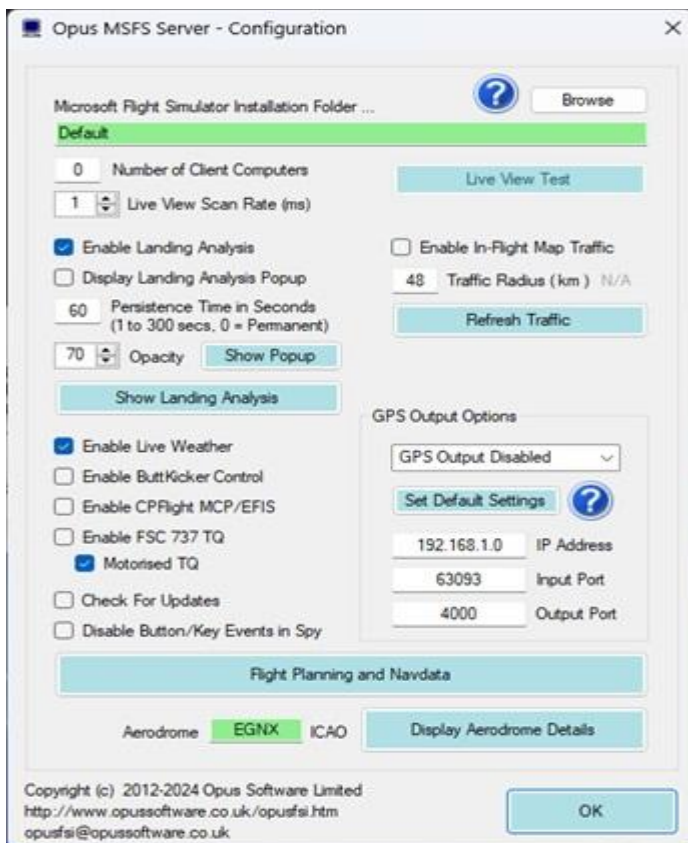 Opus MSFS Server - Configuration
Microsoft Flight Simulator Installation Folder ...
?
Browse
Default
0 Number of Client Computers
Live View Test
1 Live View Scan Rate (ms)
Enable Landing Analysis
Enable In-Flight Map Traffic
Display Landing Analysis Popup
48 Traffic Radius ( km ) N/A
60 Persistence Time in Seconds
(1 to 300 secs, 0 = Permanent)
Refresh Traffic
70 Opacity Show Popup
Show Landing Analysis
GPS Output Options
Enable Live Weather
GPS Output Disabled
Enable ButtKicker Control
Set Default Settings ?
Enable CPFlight MCP/EFIS
Enable FSC 737 TQ
192.168.1.0 IP Address
Motorised TQ
63093 Input Port
Check For Updates
4000 Output Port
Disable Button/Key Events in Spy
Flight Planning and Navdata
Aerodrome EGNX ICAO
Display Aerodrome Details
Copyright (c) 2012-2024 Opus Software Limited
http://www.opussoftware.co.uk/opusfsi.htm
opusfsi@opussoftware.co.uk
OK